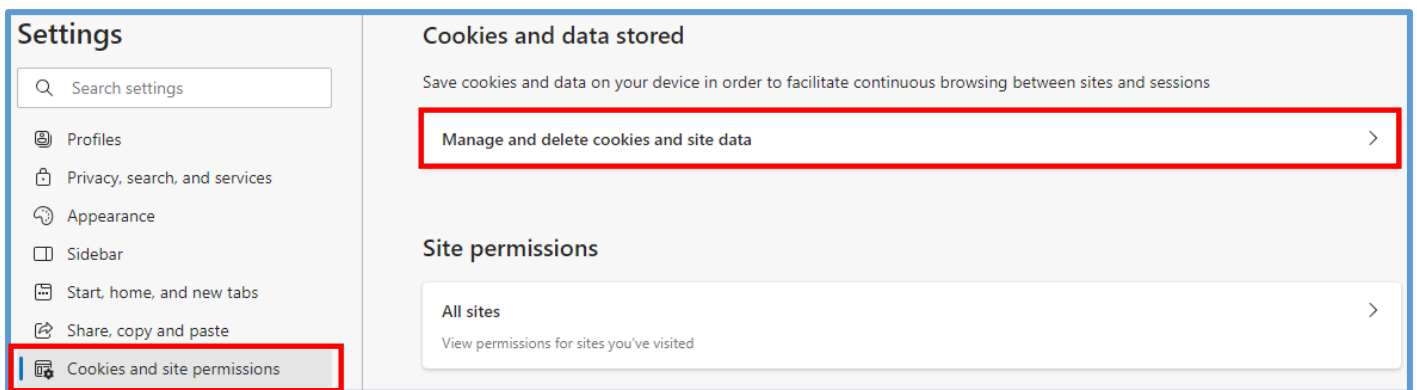 Settings
Search settings
Profiles
Privacy, search, and services
Appearance
Sidebar
Start, home, and new tabs
Share, copy and paste
Cookies and site permissions
Cookies and data stored
Save cookies and data on your device in order to facilitate continuous browsing between sites and sessions
Manage and delete cookies and site data
Site permissions
All sites
View permissions for sites you've visited